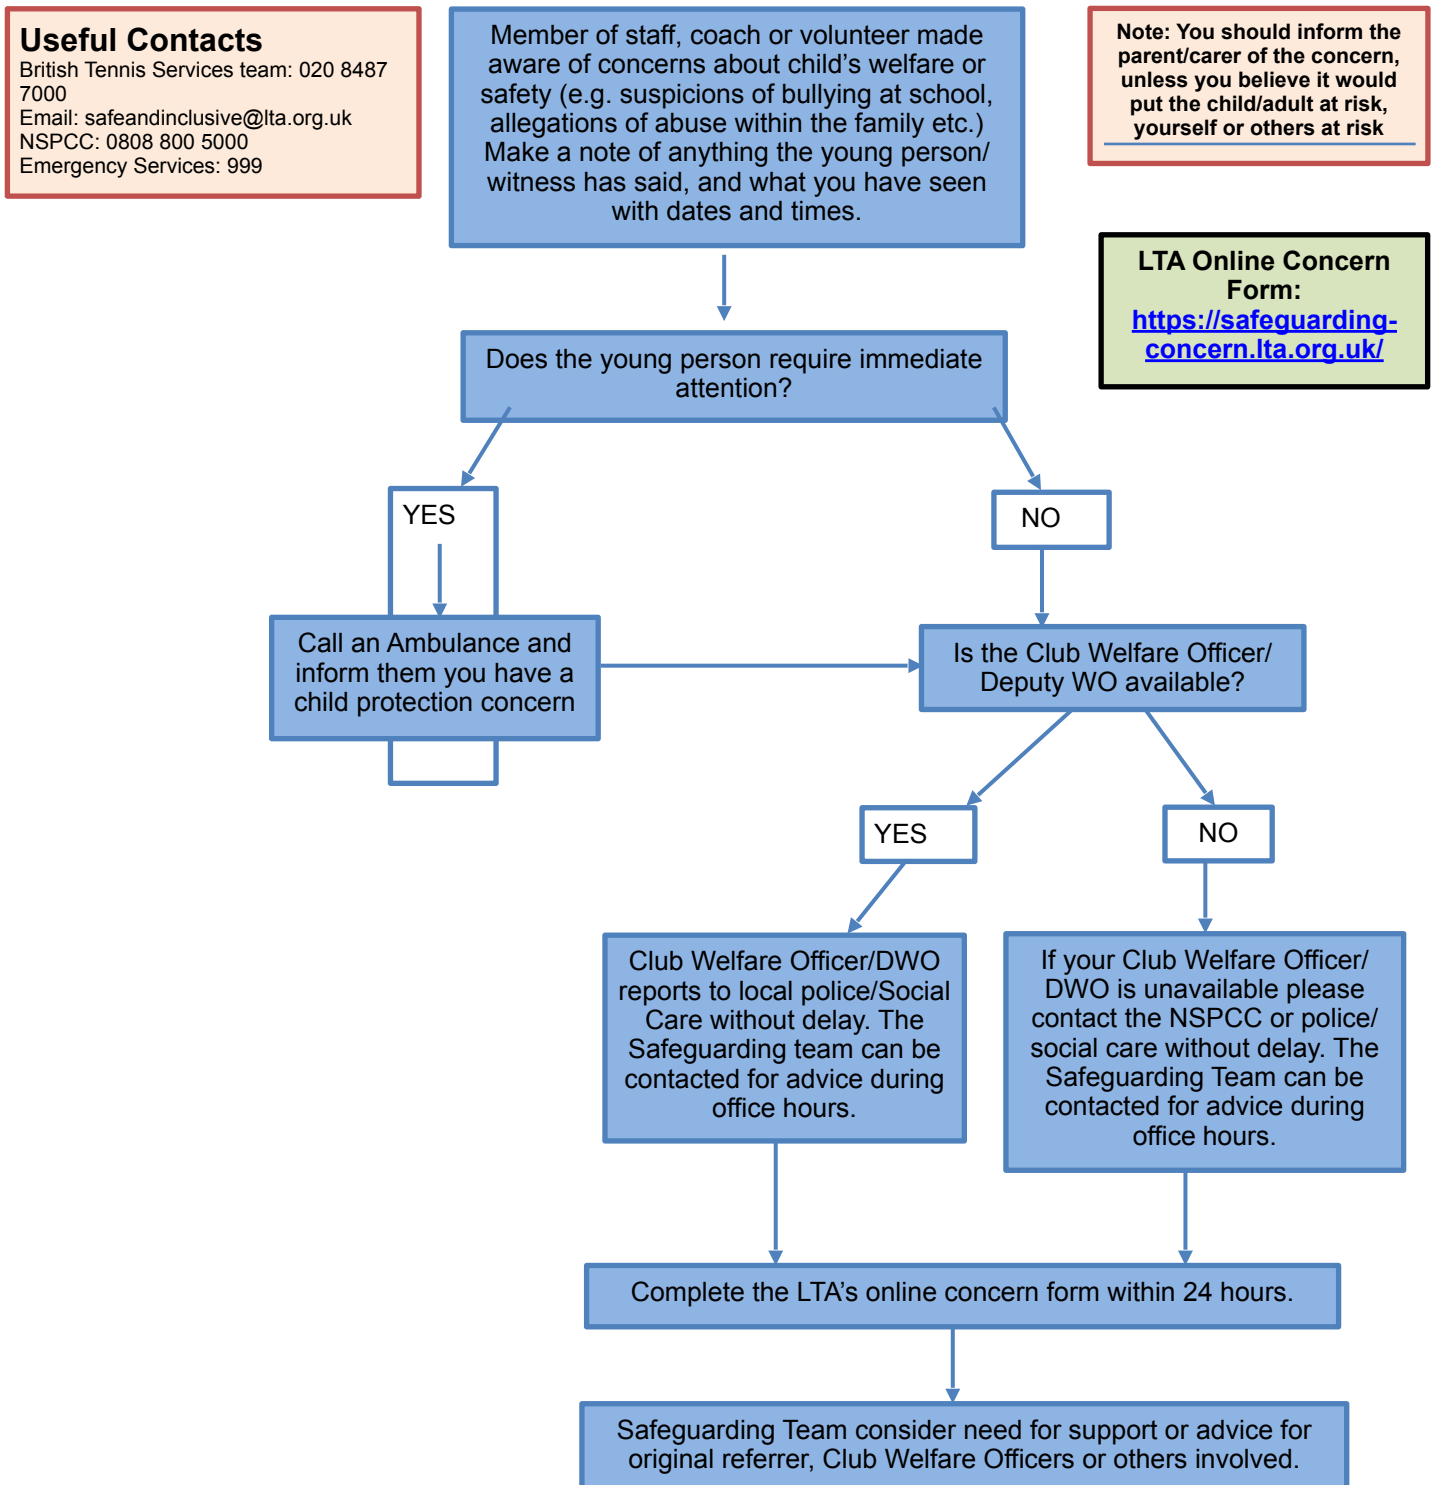 Useful Contacts
British Tennis Services team: 020 8487
7000
Email: safeandinclusive@lta.org.uk
NSPCC: 0808 800 5000
Emergency Services: 999
Member of staff, coach or volunteer made
aware of concerns about child’s welfare or
safety (e.g. suspicions of bullying at school,
allegations of abuse within the family etc.)
Make a note of anything the young person/
witness has said, and what you have seen
with dates and times.
Note: You should inform the
parent/carer of the concern,
unless you believe it would
put the child/adult at risk,
yourself or others at risk
LTA Online Concern
Form:
https://safeguarding-
concern.lta.org.uk/
Does the young person require immediate
attention?
YES
NO
Call an Ambulance and
inform them you have a
child protection concern
Is the Club Welfare Officer/
Deputy WO available?
YES
NO
Club Welfare Officer/DWO
reports to local police/Social
Care without delay. The
Safeguarding team can be
contacted for advice during
office hours.
If your Club Welfare Officer/
DWO is unavailable please
contact the NSPCC or police/
social care without delay. The
Safeguarding Team can be
contacted for advice during
office hours.
Complete the LTA’s online concern form within 24 hours.
Safeguarding Team consider need for support or advice for
original referrer, Club Welfare Officers or others involved.